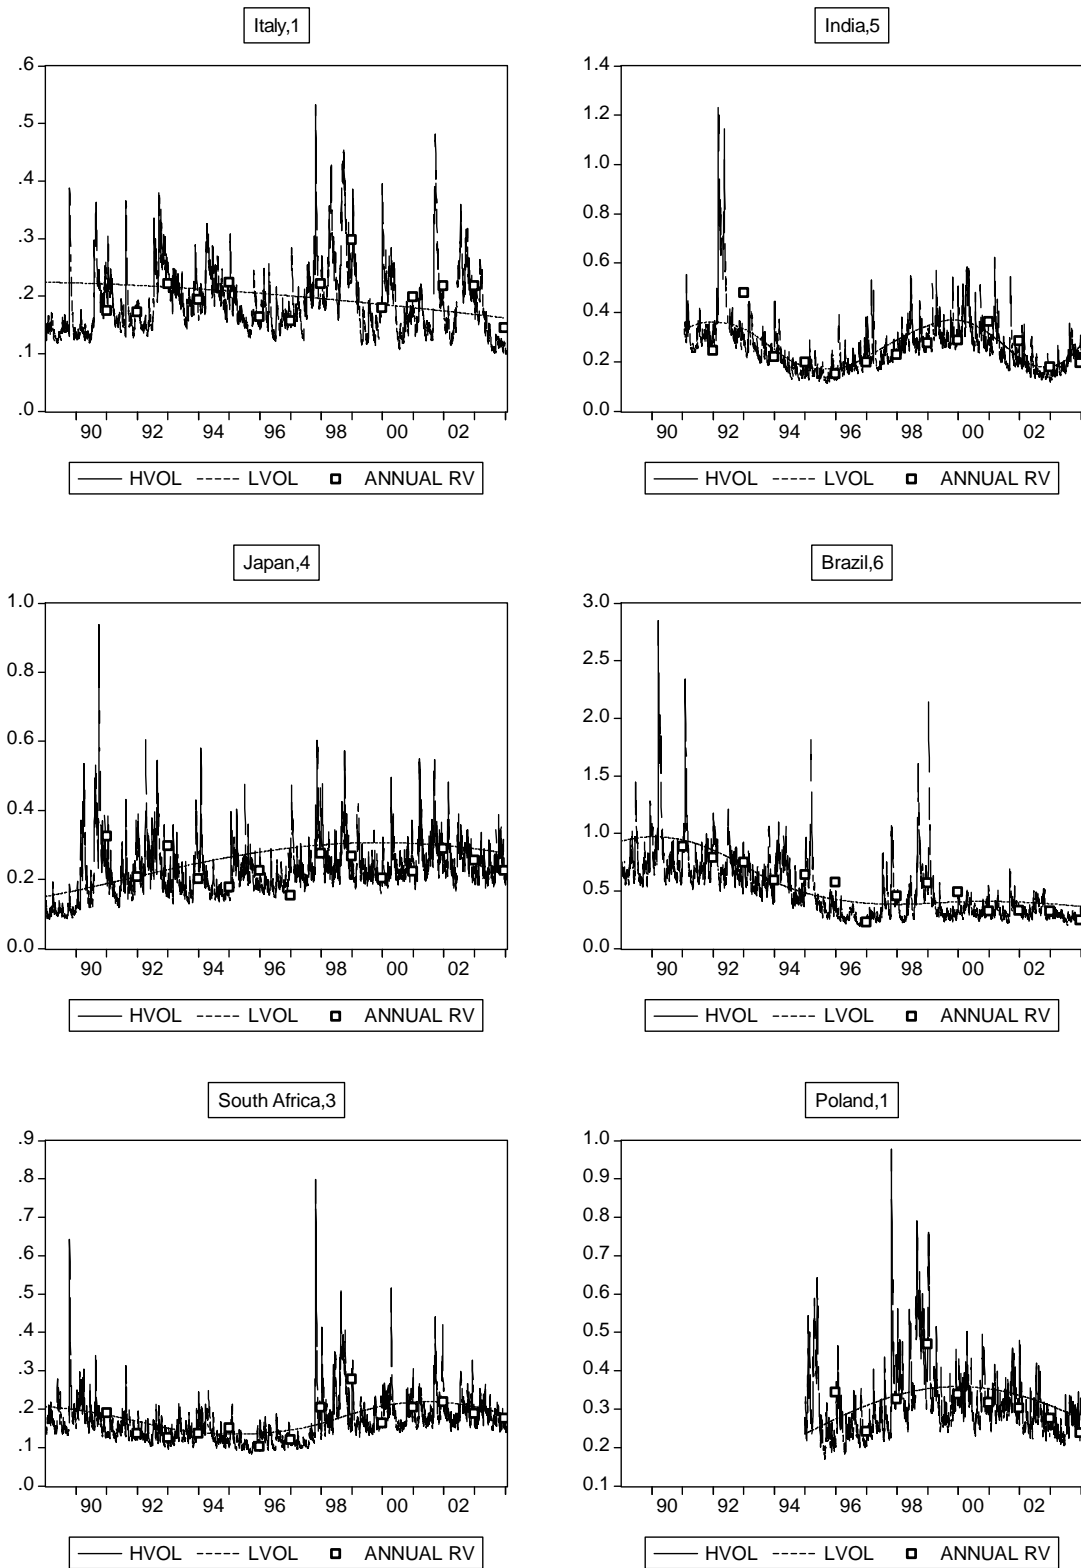 Italy,1
.6
.5
.4
.3
.2
.1
.0
90 92 94 96 98 00 02
HVOL LVOL ANNUAL RV
India,5
1.4
1.2
1.0
0.8
0.6
0.4
0.2
0.0
90 92 94 96 98 00 02
HVOL LVOL ANNUAL RV
Japan,4
1.0
0.8
0.6
0.4
0.2
0.0
90 92 94 96 98 00 02
HVOL LVOL ANNUAL RV
Brazil,6
3.0
2.5
2.0
1.5
1.0
0.5
0.0
90 92 94 96 98 00 02
HVOL LVOL ANNUAL RV
South Africa,3
.9
.8
.7
.6
.5
.4
.3
.2
.1
.0
90 92 94 96 98 00 02
HVOL LVOL ANNUAL RV
Poland,1
1.0
0.9
0.8
0.7
0.6
0.5
0.4
0.3
0.2
0.1
90 92 94 96 98 00 02
HVOL LVOL ANNUAL RV